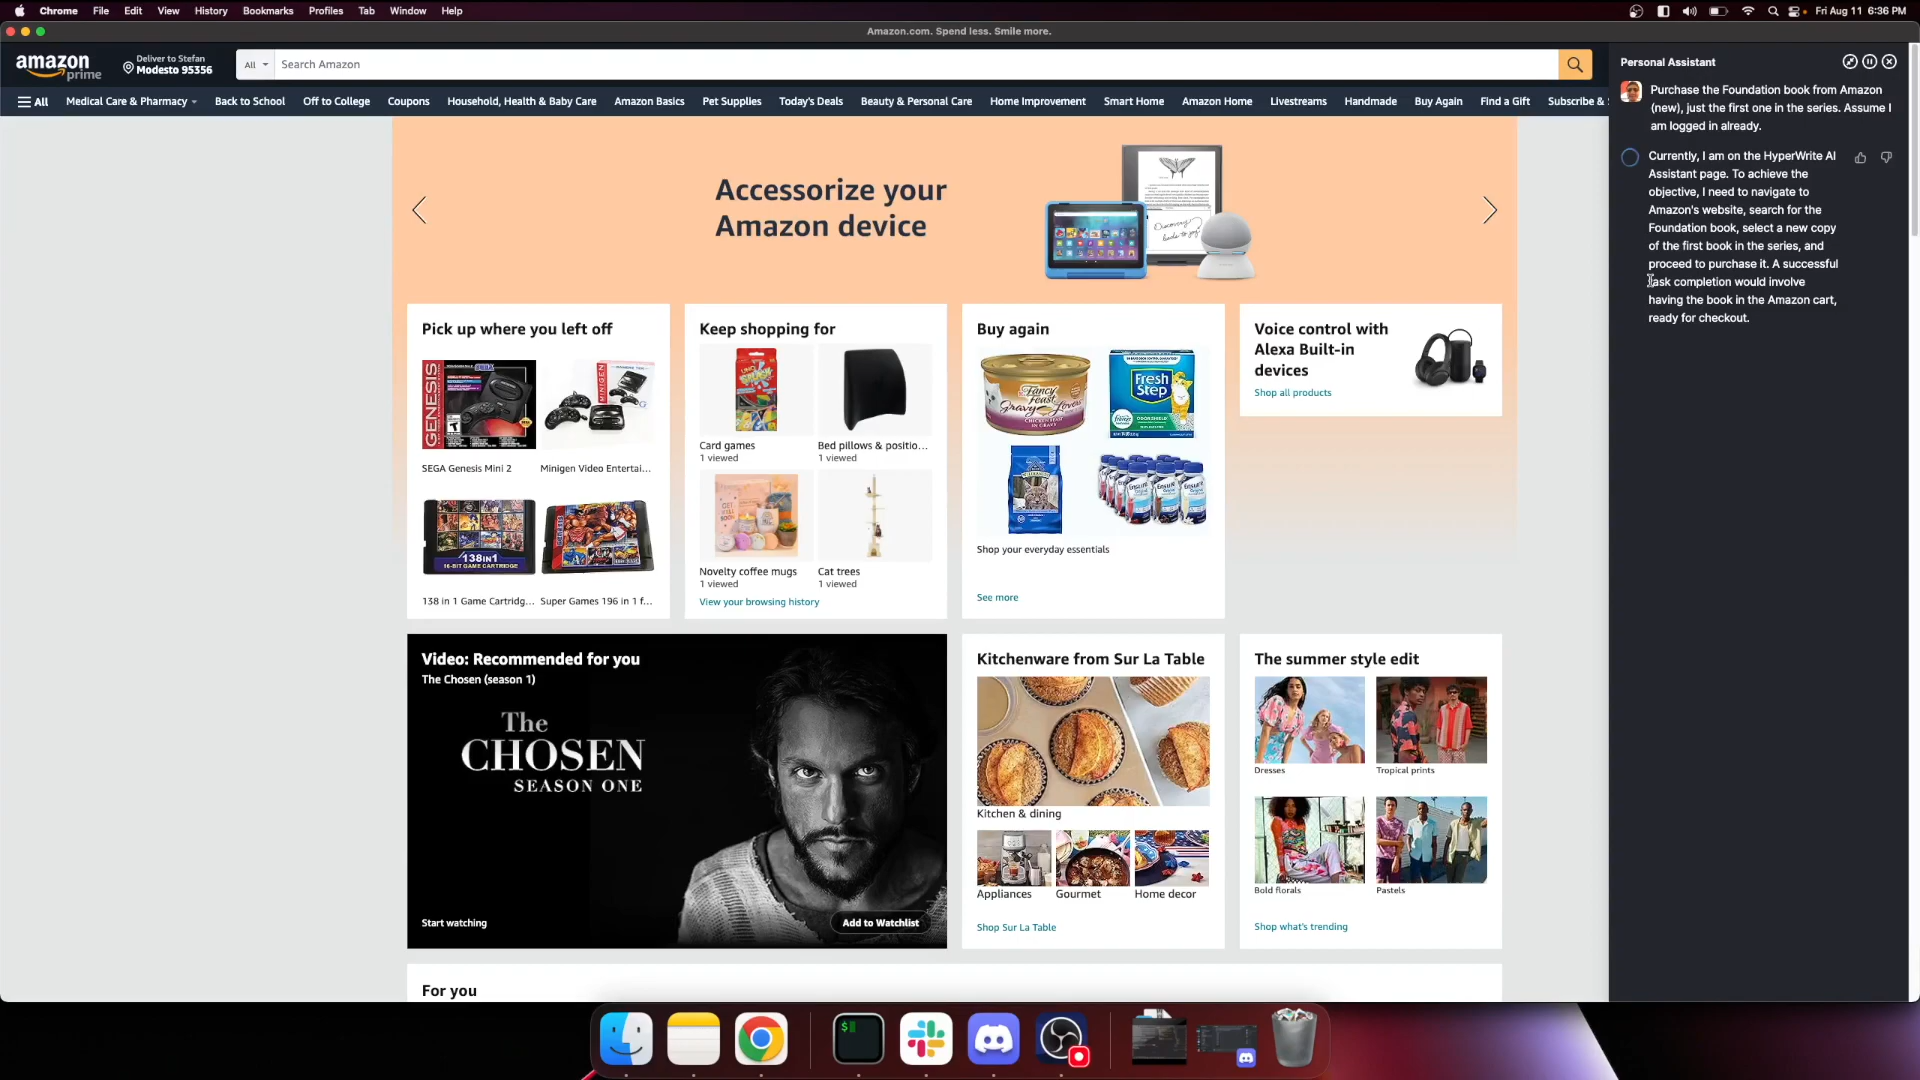 Chrome File Edit View History Bookmarks Profiles Tab Window Help
Fri Aug 11 6:36 PM
Amazon.com. Spend less. Smile more.
amazon prime
Deliver to Stefan
Modesto 95356
All
Search Amazon
All Medical Care & Pharmacy Back to School Off to College Coupons Household, Health & Baby Care Amazon Basics Pet Supplies Today's Deals Beauty & Personal Care Home Improvement Smart Home Amazon Home Livestreams Handmade Buy Again Find a Gift Subscribe &
Accessorize your
Amazon device
Pick up where you left off
GENESIS
SEGA Genesis Mini 2
Minigen Video Entertai...
138IN1
16-BIT GAME CARTRIDGE
138 in 1 Game Cartridg...
Super Games 196 in 1 f...
Keep shopping for
Card games
1 viewed
Bed pillows & positio...
1 viewed
Novelty coffee mugs
1 viewed
Cat trees
1 viewed
View your browsing history
Buy again
Fancy Feast
Gravy Lovers
Fresh Step
Shop your everyday essentials
See more
Voice control with
Alexa Built-in
devices
Shop all products
Video: Recommended for you
The Chosen (season 1)
The
CHOSEN
SEASON ONE
Start watching
Add to Watchlist
Kitchenware from Sur La Table
Kitchen & dining
Appliances
Gourmet
Home decor
Shop Sur La Table
The summer style edit
Dresses
Tropical prints
Bold florals
Pastels
Shop what's trending
For you
Personal Assistant
Purchase the Foundation book from Amazon
(new), just the first one in the series. Assume I
am logged in already.
Currently, I am on the HyperWrite AI
Assistant page. To achieve the
objective, I need to navigate to
Amazon's website, search for the
Foundation book, select a new copy
of the first book in the series, and
proceed to purchase it. A successful
task completion would involve
having the book in the Amazon cart,
ready for checkout.